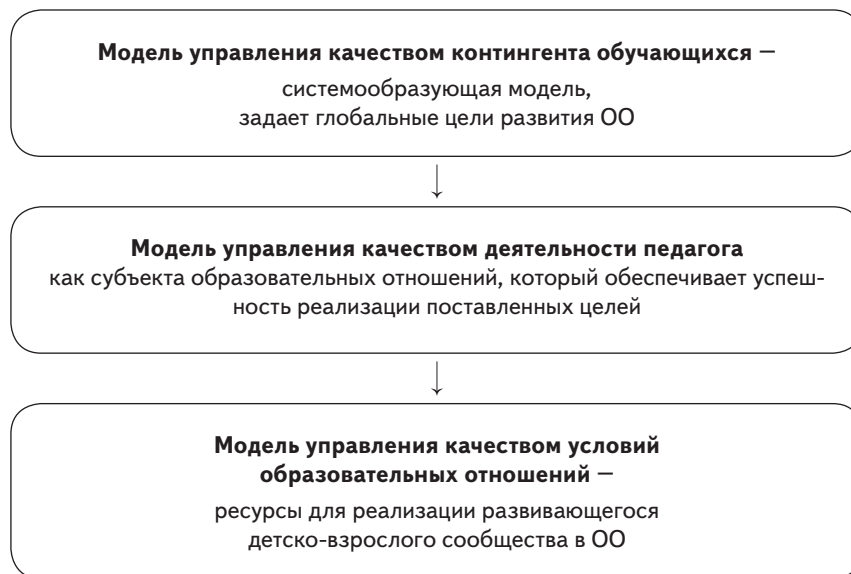 Модель управления качеством контингента обучающихся —
системообразующая модель,
задает глобальные цели развития ОО
↓
Модель управления качеством деятельности педагога
как субъекта образовательных отношений, который обеспечивает успеш-
ность реализации поставленных целей
↓
Модель управления качеством условий
образовательных отношений —
ресурсы для реализации развивающегося
детско-взрослого сообщества в ОО